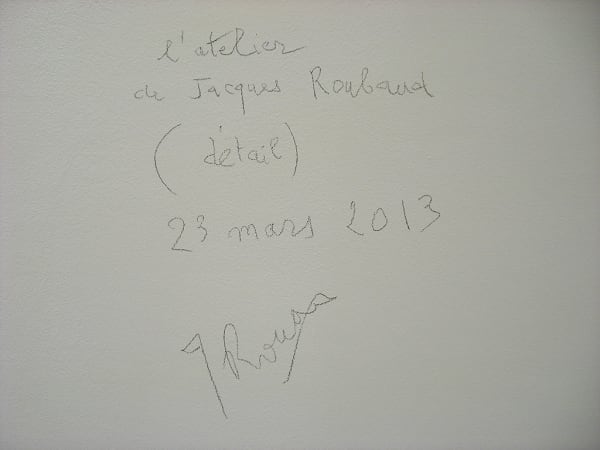 l'atelier
de Jacques Roubaud
(détail)
23 mars 2013